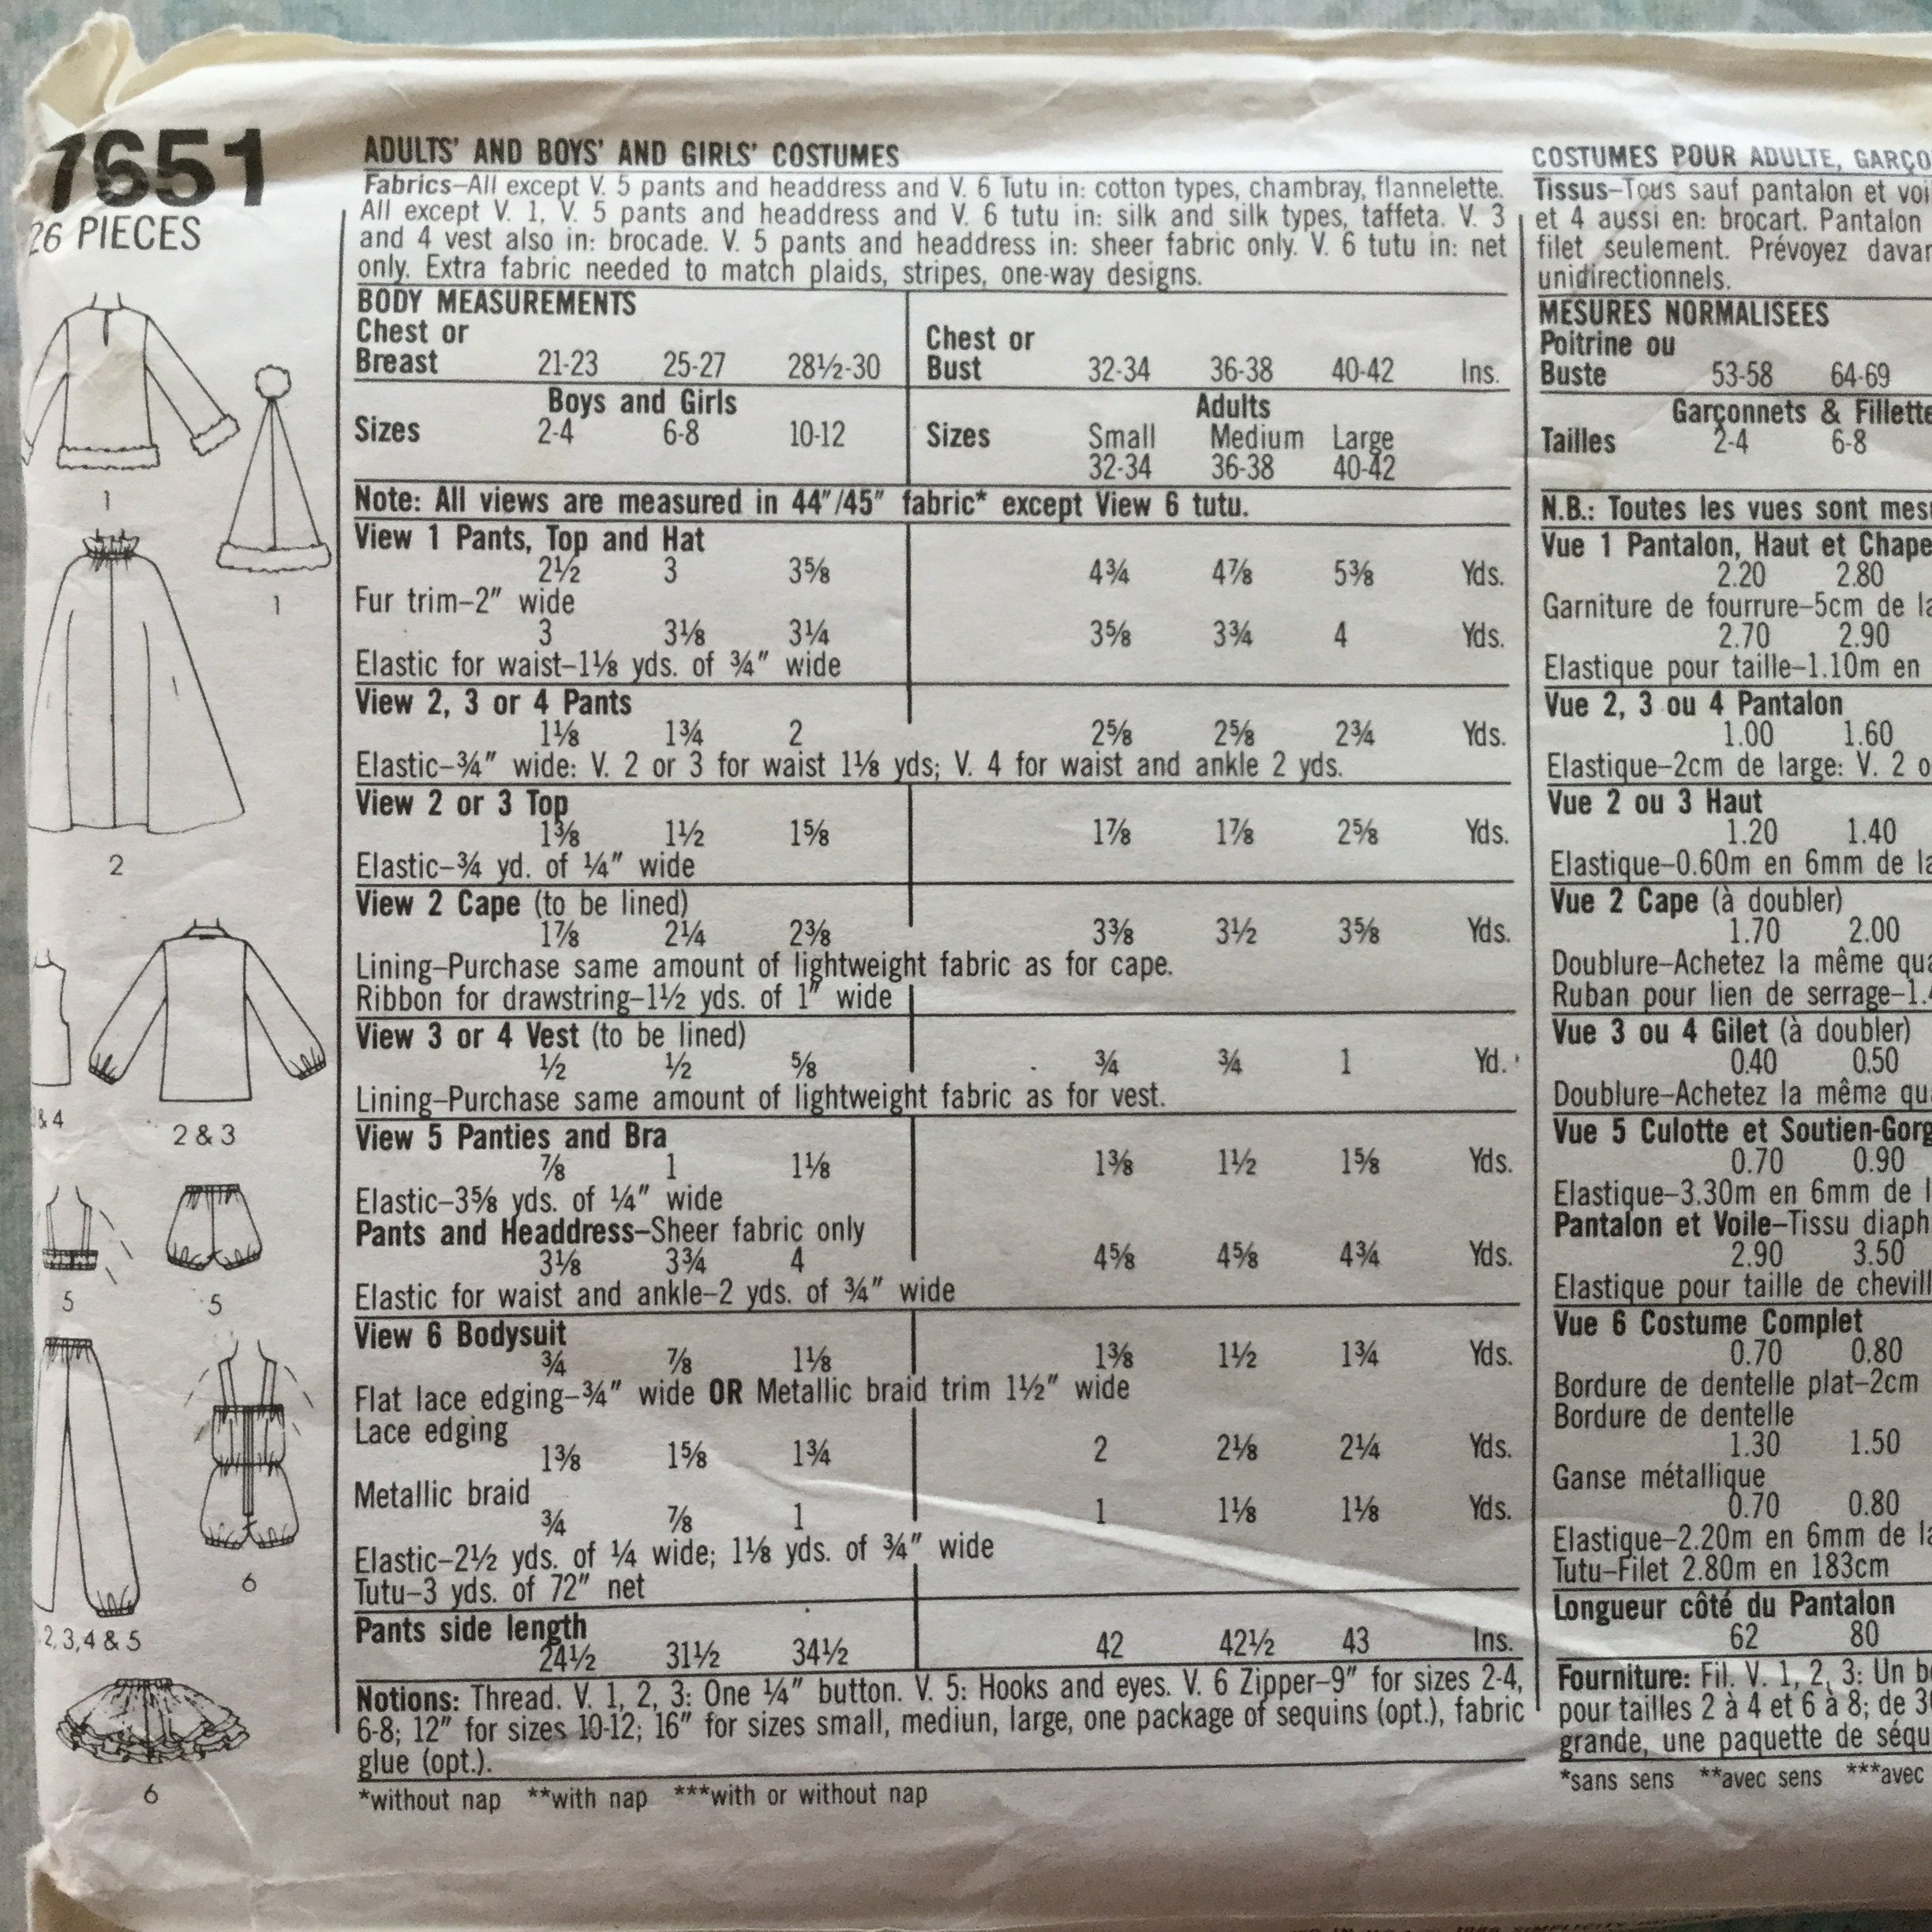 7651
26 PIECES
1
1
2
& 4
2 & 3
5
5
6
2, 3, 4 & 5
6
ADULTS' AND BOYS' AND GIRLS' COSTUMES
Fabrics–All except V. 5 pants and headdress and V. 6 Tutu in: cotton types, chambray, flannelette.
All except V. 1, V. 5 pants and headdress and V. 6 tutu in: silk and silk types, taffeta. V. 3
and 4 vest also in: brocade. V. 5 pants and headdress in: sheer fabric only. V. 6 tutu in: net
only. Extra fabric needed to match plaids, stripes, one-way designs.
BODY MEASUREMENTS
Chest or Chest or
Breast 21-23 25-27 28½-30 Bust 32-34 36-38 40-42 Ins.
Boys and Girls Adults
Sizes 2-4 6-8 10-12 Sizes Small Medium Large
32-34 36-38 40-42
Note: All views are measured in 44"/45" fabric* except View 6 tutu.
View 1 Pants, Top and Hat
2½ 3 3⅝ 4¾ 4⅞ 5⅜ Yds.
Fur trim–2" wide
3 3⅛ 3¼ 3⅝ 3¾ 4 Yds.
Elastic for waist–1⅛ yds. of ¾" wide
View 2, 3 or 4 Pants
1⅛ 1¾ 2 2⅝ 2⅝ 2¾ Yds.
Elastic–¾" wide: V. 2 or 3 for waist 1⅛ yds; V. 4 for waist and ankle 2 yds.
View 2 or 3 Top
1⅜ 1½ 1⅝ 1⅞ 1⅞ 2⅝ Yds.
Elastic–¾ yd. of ¼" wide
View 2 Cape (to be lined)
1⅞ 2¼ 2⅜ 3⅜ 3½ 3⅝ Yds.
Lining–Purchase same amount of lightweight fabric as for cape.
Ribbon for drawstring–1½ yds. of 1" wide
View 3 or 4 Vest (to be lined)
½ ½ ⅝ ¾ ¾ 1 Yd.
Lining–Purchase same amount of lightweight fabric as for vest.
View 5 Panties and Bra
⅞ 1 1⅛ 1⅜ 1½ 1⅝ Yds.
Elastic–3⅝ yds. of ¼" wide
Pants and Headdress–Sheer fabric only
3⅛ 3¾ 4 4⅝ 4⅝ 4¾ Yds.
Elastic for waist and ankle–2 yds. of ¾" wide
View 6 Bodysuit
¾ ⅞ 1⅛ 1⅜ 1½ 1¾ Yds.
Flat lace edging–¾" wide OR Metallic braid trim 1½" wide
Lace edging
1⅜ 1⅝ 1¾ 2 2⅛ 2¼ Yds.
Metallic braid
¾ ⅞ 1 1 1⅛ 1⅛ Yds.
Elastic–2½ yds. of ¼ wide; 1⅛ yds. of ¾" wide
Tutu–3 yds. of 72" net
Pants side length
24½ 31½ 34½ 42 42½ 43 Ins.
Notions: Thread. V. 1, 2, 3: One ¼" button. V. 5: Hooks and eyes. V. 6 Zipper–9" for sizes 2-4,
6-8; 12" for sizes 10-12; 16" for sizes small, mediun, large, one package of sequins (opt.), fabric
glue (opt.).
*without nap **with nap ***with or without nap
COSTUMES POUR ADULTE, GARÇO
Tissus–Tous sauf pantalon et voi
et 4 aussi en: brocart. Pantalon
filet seulement. Prévoyez davan
unidirectionnels.
MESURES NORMALISEES
Poitrine ou
Buste 53-58 64-69
Garçonnets & Fillette
Tailles 2-4 6-8
N.B.: Toutes les vues sont mes
Vue 1 Pantalon, Haut et Chape
2.20 2.80
Garniture de fourrure–5cm de la
2.70 2.90
Elastique pour taille–1.10m en
Vue 2, 3 ou 4 Pantalon
1.00 1.60
Elastique–2cm de large: V. 2 o
Vue 2 ou 3 Haut
1.20 1.40
Elastique–0.60m en 6mm de la
Vue 2 Cape (à doubler)
1.70 2.00
Doublure–Achetez la même qua
Ruban pour lien de serrage–1.4
Vue 3 ou 4 Gilet (à doubler)
0.40 0.50
Doublure–Achetez la mêma qu
Vue 5 Culotte et Soutien-Gorg
0.70 0.90
Elastique–3.30m en 6mm de l
Pantalon et Voile–Tissu diaph
2.90 3.50
Elastique pour taille de chevill
Vue 6 Costume Complet
0.70 0.80
Bordure de dentelle plat–2cm
Bordure de dentelle
1.30 1.50
Ganse métallique
0.70 0.80
Elastique–2.20m en 6mm de la
Tutu–Filet 2.80m en 183cm
Longueur côté du Pantalon
62 80
Fourniture: Fil. V. 1, 2, 3: Un b
pour tailles 2 à 4 et 6 à 8; de 3
grande, une paquette de séqu
*sans sens **avec sens ***avec